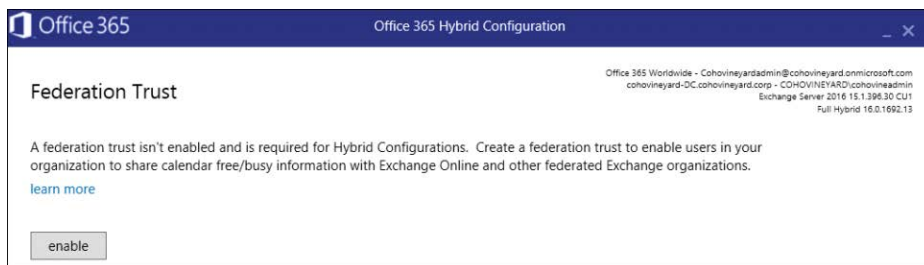 Office 365
Office 365 Hybrid Configuration
Office 365 Worldwide - Cohovineyardadmin@cohovineyard.onmicrosoft.com
cohovineyard-DC.cohovineyard.corp - COHOVINEYARD\cohovineadmin
Exchange Server 2016 15.1.396.30 CU1
Full Hybrid 16.0.1692.13
Federation Trust
A federation trust isn't enabled and is required for Hybrid Configurations.  Create a federation trust to enable users in your
organization to share calendar free/busy information with Exchange Online and other federated Exchange organizations.
learn more
enable